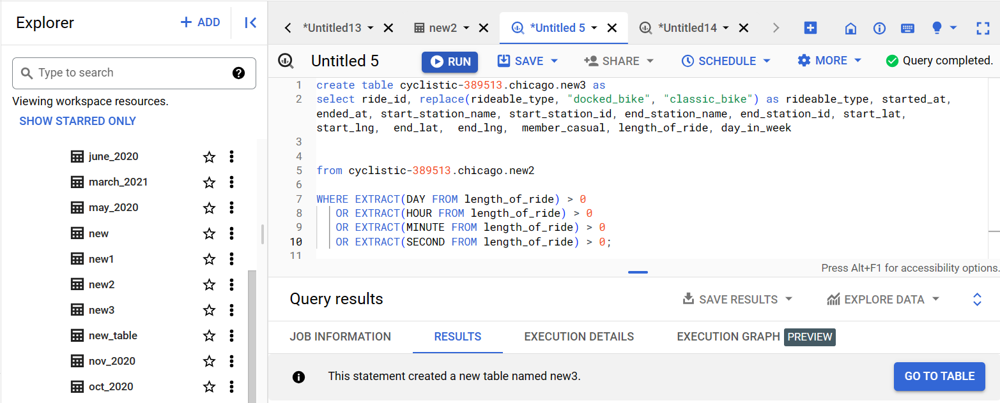 Explorer
+ ADD
Type to search
Viewing workspace resources.
SHOW STARRED ONLY
june_2020
march_2021
may_2020
new
new1
new2
new3
new_table
nov_2020
oct_2020
*Untitled13
new2
*Untitled 5
*Untitled14
Untitled 5
RUN
SAVE
SHARE
SCHEDULE
MORE
Query completed.
1 create table cyclistic-389513.chicago.new3 as
2 select ride_id, replace(rideable_type, "docked_bike", "classic_bike") as rideable_type, started_at,
ended_at, start_station_name, start_station_id, end_station_name, end_station_id, start_lat,
start_lng,  end_lat,  end_lng,  member_casual, length_of_ride, day_in_week
3
4
5 from cyclistic-389513.chicago.new2
6
7 WHERE EXTRACT(DAY FROM length_of_ride) > 0
8 OR EXTRACT(HOUR FROM length_of_ride) > 0
9 OR EXTRACT(MINUTE FROM length_of_ride) > 0
10 OR EXTRACT(SECOND FROM length_of_ride) > 0;
11
Press Alt+F1 for accessibility options.
Query results
SAVE RESULTS
EXPLORE DATA
JOB INFORMATION
RESULTS
EXECUTION DETAILS
EXECUTION GRAPH
PREVIEW
This statement created a new table named new3.
GO TO TABLE